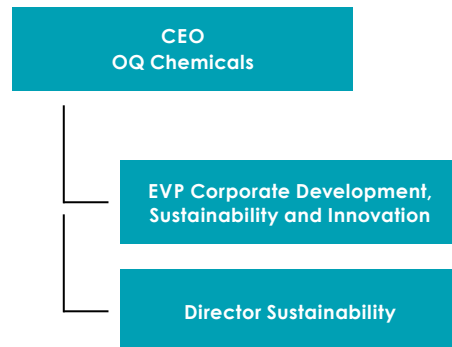 CEO
OQ Chemicals
EVP Corporate Development,
Sustainability and Innovation
Director Sustainability